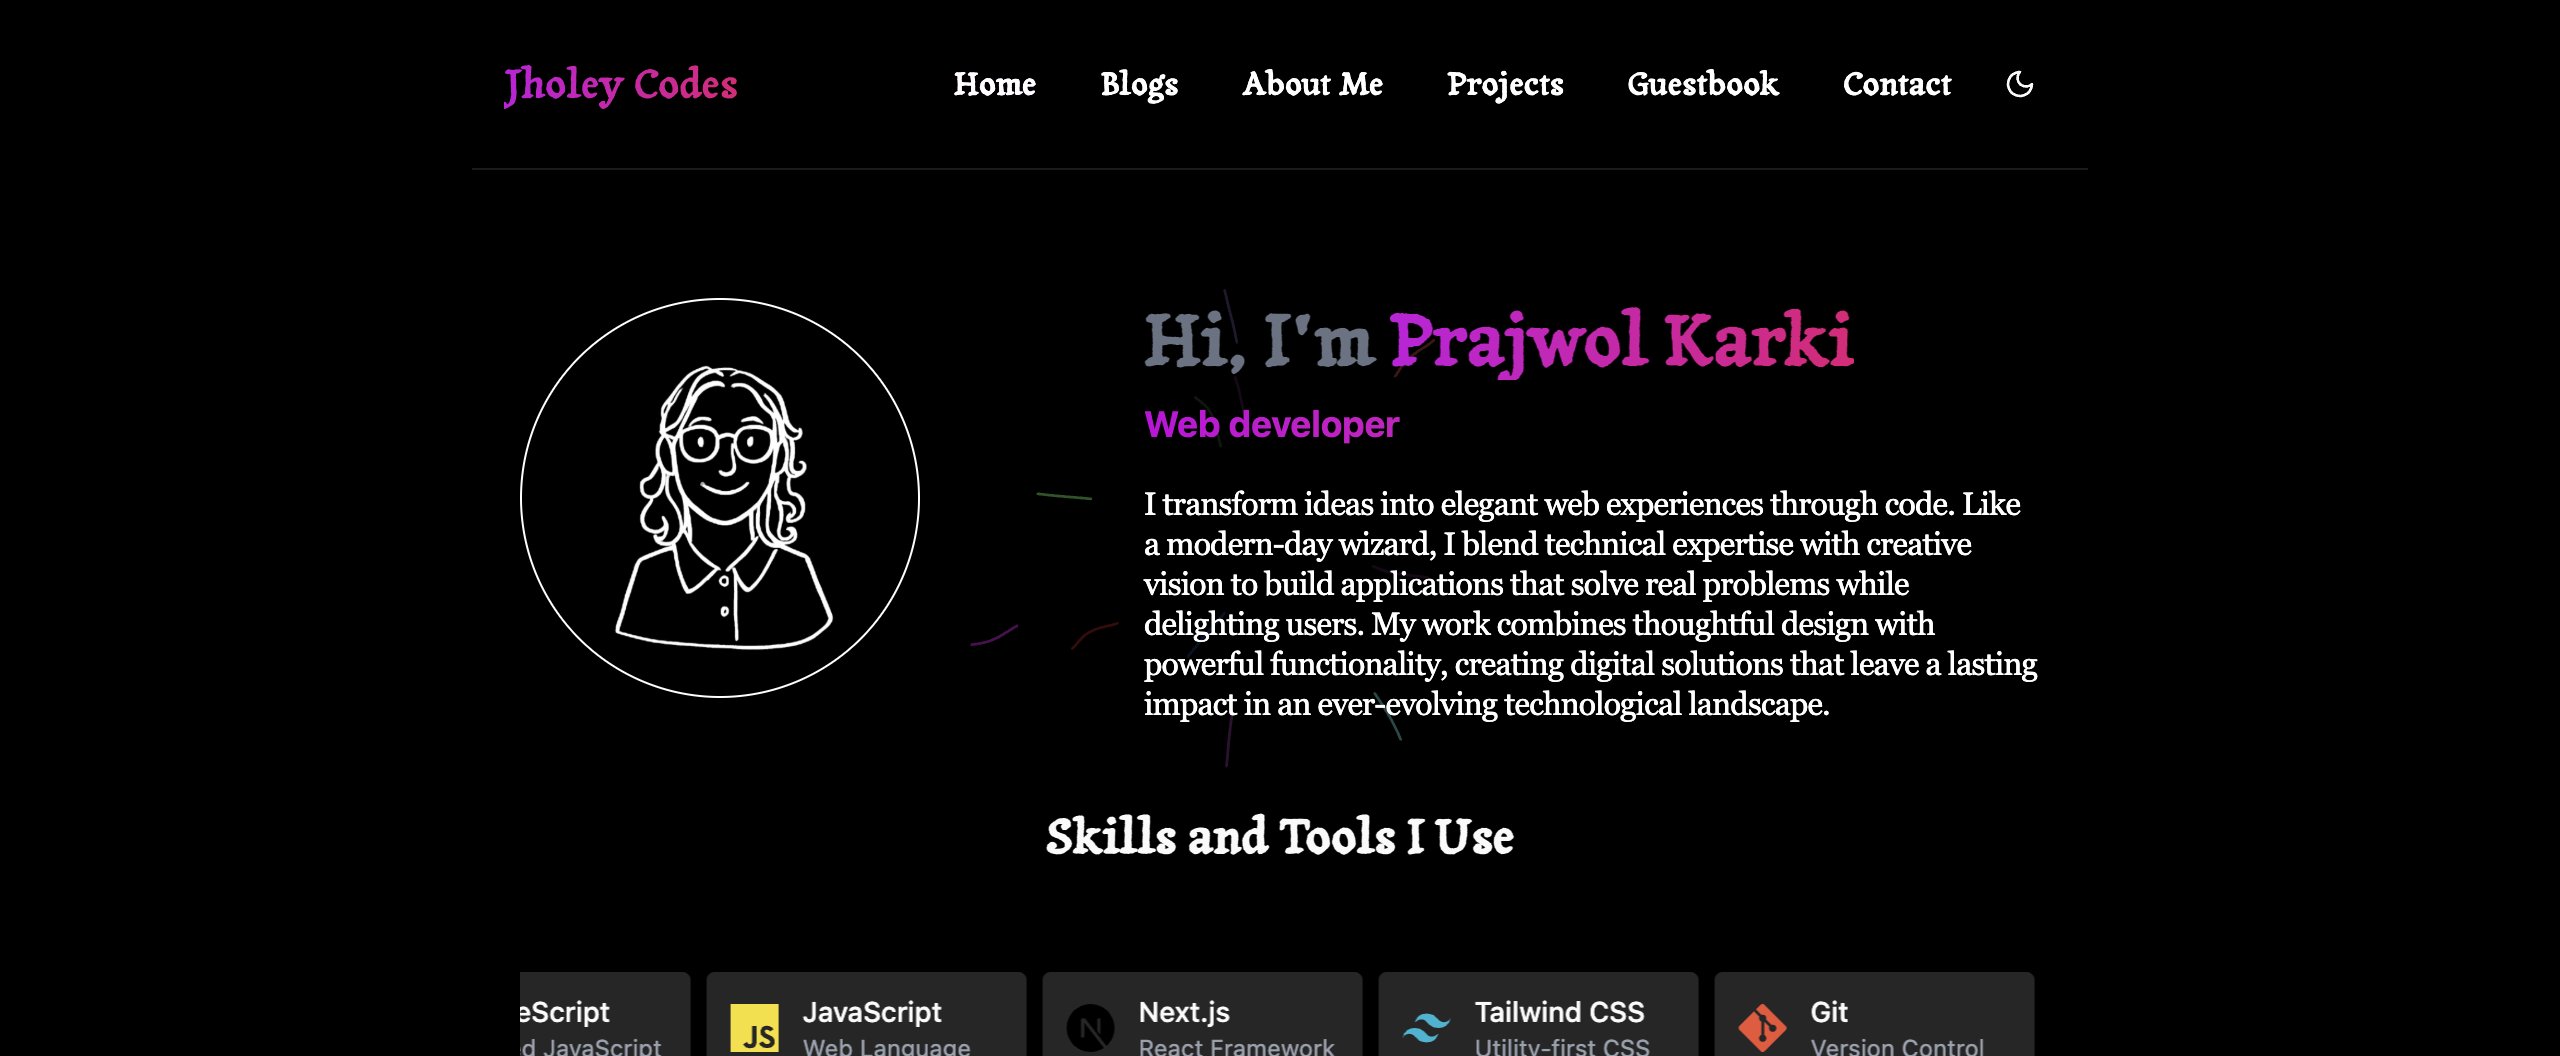 Jholey Codes
Home Blogs About Me Projects Guestbook Contact
Hi, I'm Prajwol Karki
Web developer
I transform ideas into elegant web experiences through code. Like
a modern-day wizard, I blend technical expertise with creative
vision to build applications that solve real problems while
delighting users. My work combines thoughtful design with
powerful functionality, creating digital solutions that leave a lasting
impact in an ever-evolving technological landscape.
Skills and Tools I Use
eScript
d JavaScript
JS
JavaScript
Web Language
N
Next.js
React Framework
Tailwind CSS
Utility-first CSS
Git
Version Control